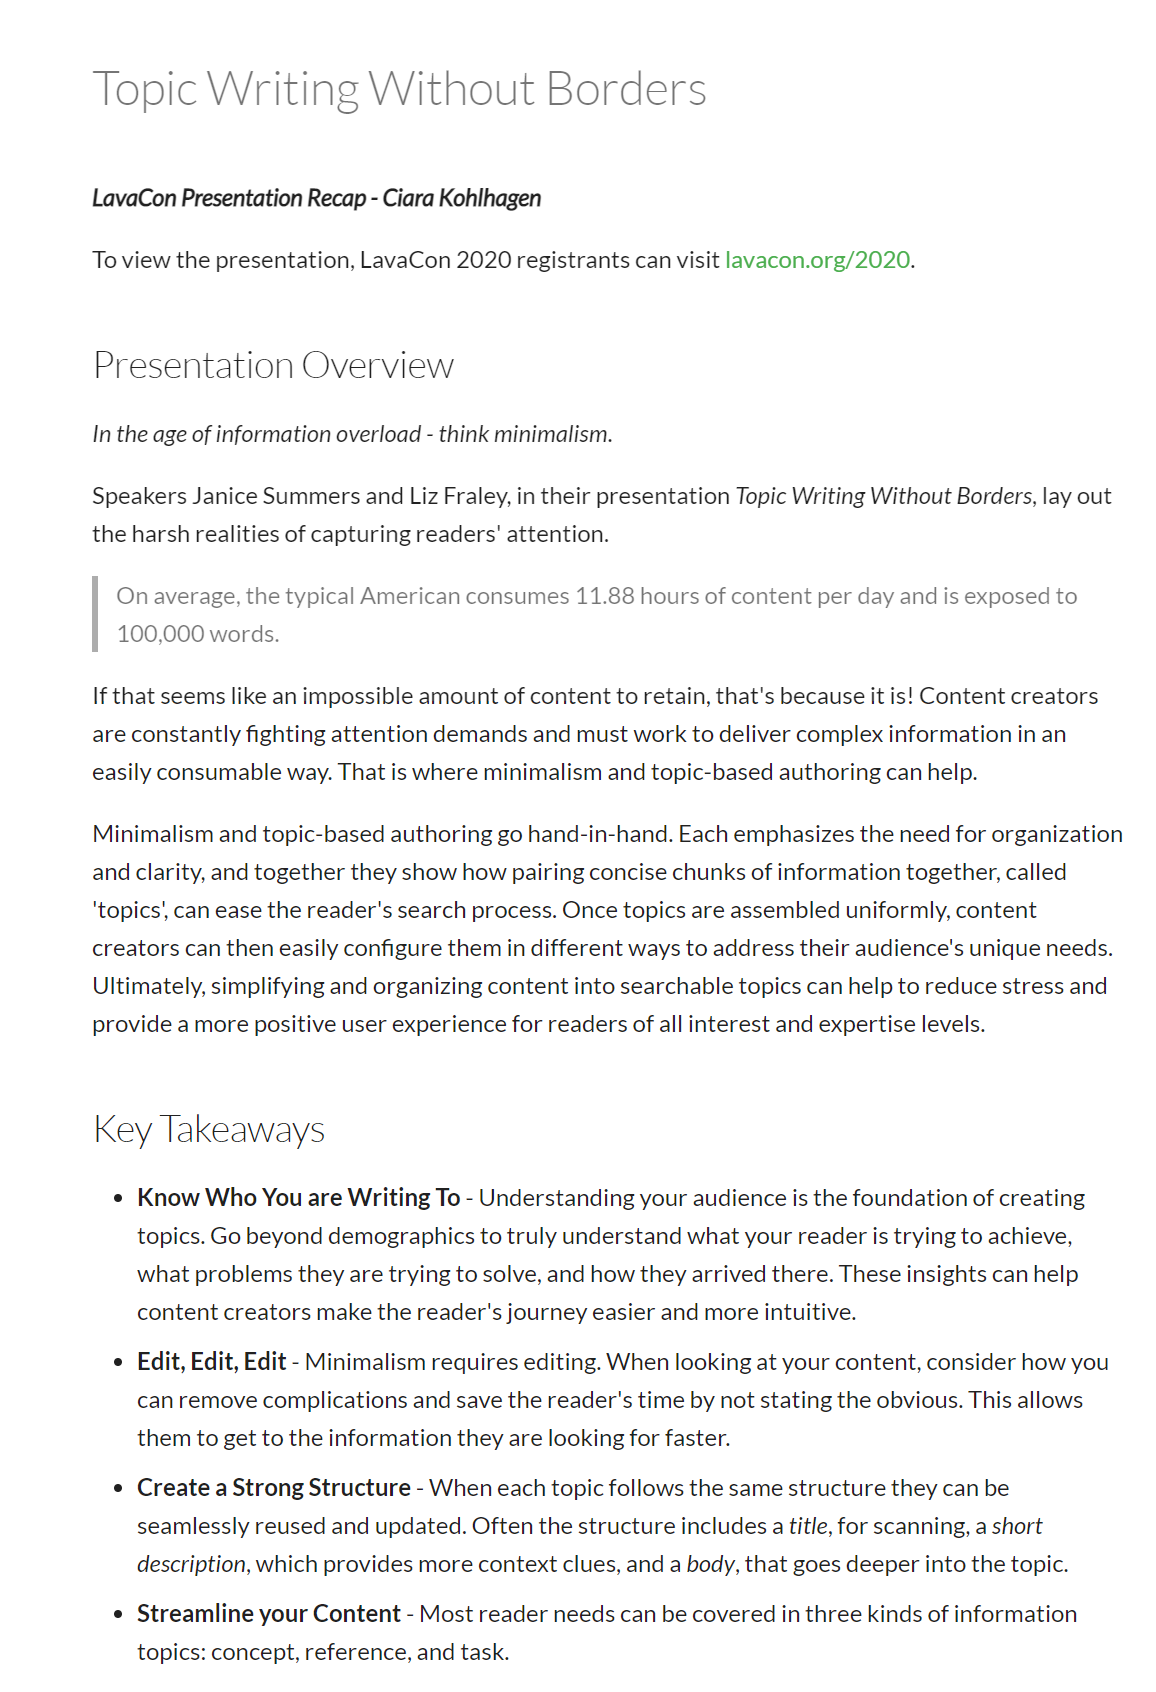 Topic Writing Without Borders
LavaCon Presentation Recap - Ciara Kohlhagen
To view the presentation, LavaCon 2020 registrants can visit lavacon.org/2020.
Presentation Overview
In the age of information overload - think minimalism.
Speakers Janice Summers and Liz Fraley, in their presentation Topic Writing Without Borders, lay out
the harsh realities of capturing readers' attention.
On average, the typical American consumes 11.88 hours of content per day and is exposed to
100,000 words.
If that seems like an impossible amount of content to retain, that's because it is! Content creators
are constantly fighting attention demands and must work to deliver complex information in an
easily consumable way. That is where minimalism and topic-based authoring can help.
Minimalism and topic-based authoring go hand-in-hand. Each emphasizes the need for organization
and clarity, and together they show how pairing concise chunks of information together, called
'topics', can ease the reader's search process. Once topics are assembled uniformly, content
creators can then easily configure them in different ways to address their audience's unique needs.
Ultimately, simplifying and organizing content into searchable topics can help to reduce stress and
provide a more positive user experience for readers of all interest and expertise levels.
Key Takeaways
• Know Who You are Writing To - Understanding your audience is the foundation of creating
topics. Go beyond demographics to truly understand what your reader is trying to achieve,
what problems they are trying to solve, and how they arrived there. These insights can help
content creators make the reader's journey easier and more intuitive.
• Edit, Edit, Edit - Minimalism requires editing. When looking at your content, consider how you
can remove complications and save the reader's time by not stating the obvious. This allows
them to get to the information they are looking for faster.
• Create a Strong Structure - When each topic follows the same structure they can be
seamlessly reused and updated. Often the structure includes a title, for scanning, a short
description, which provides more context clues, and a body, that goes deeper into the topic.
• Streamline your Content - Most reader needs can be covered in three kinds of information
topics: concept, reference, and task.